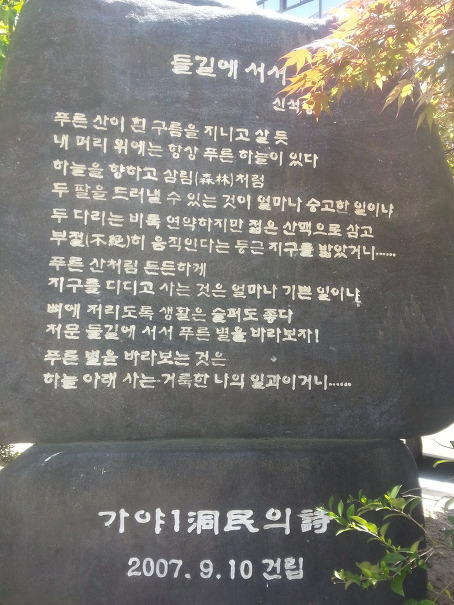 들길에 서서
신석
푸른 산이 흰 구름을 지니고 살 듯
내 머리 위에는 항상 푸른 하늘이 있다
하늘을 향하고 삼림(森林)처럼
두 팔을 드러낼 수 있는 것이 얼마나 숭고한 일이냐
두 다리는 비록 연약하지만 젊은 산맥으로 삼고
부절(不絶)히 움직인다는 둥근 지구를 밟았거니......
푸른 산처럼 든든하게
지구를 디디고 사는 것은 얼마나 기쁜 일이냐
뼈에 저리도록 생활은 슬퍼도 좋다
저문 들길에 서서 푸른 별을 바라보자!
푸른 별을 바라보는 것은
하늘 아래 사는 거룩한 나의 일과이거니......
가야1洞民의 詩
2007. 9. 10 건립